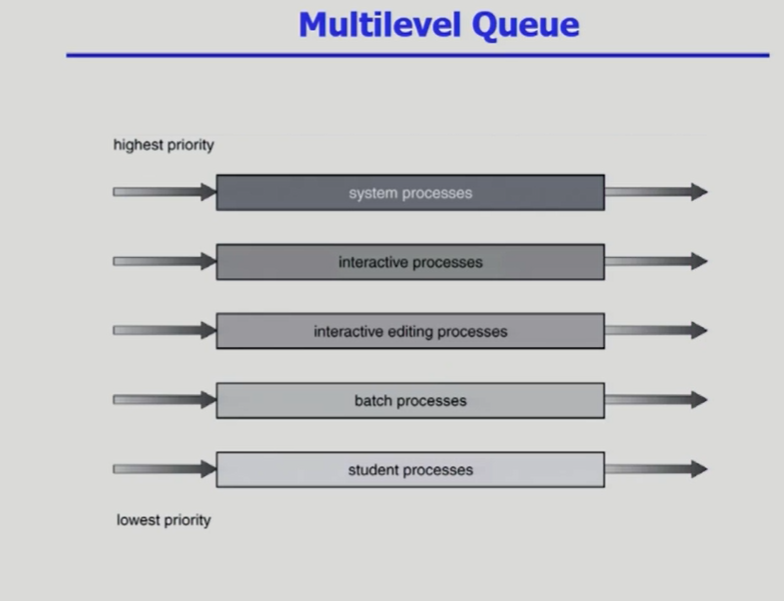 Multilevel Queue
highest priority
system processes
interactive processes
interactive editing processes
batch processes
student processes
lowest priority